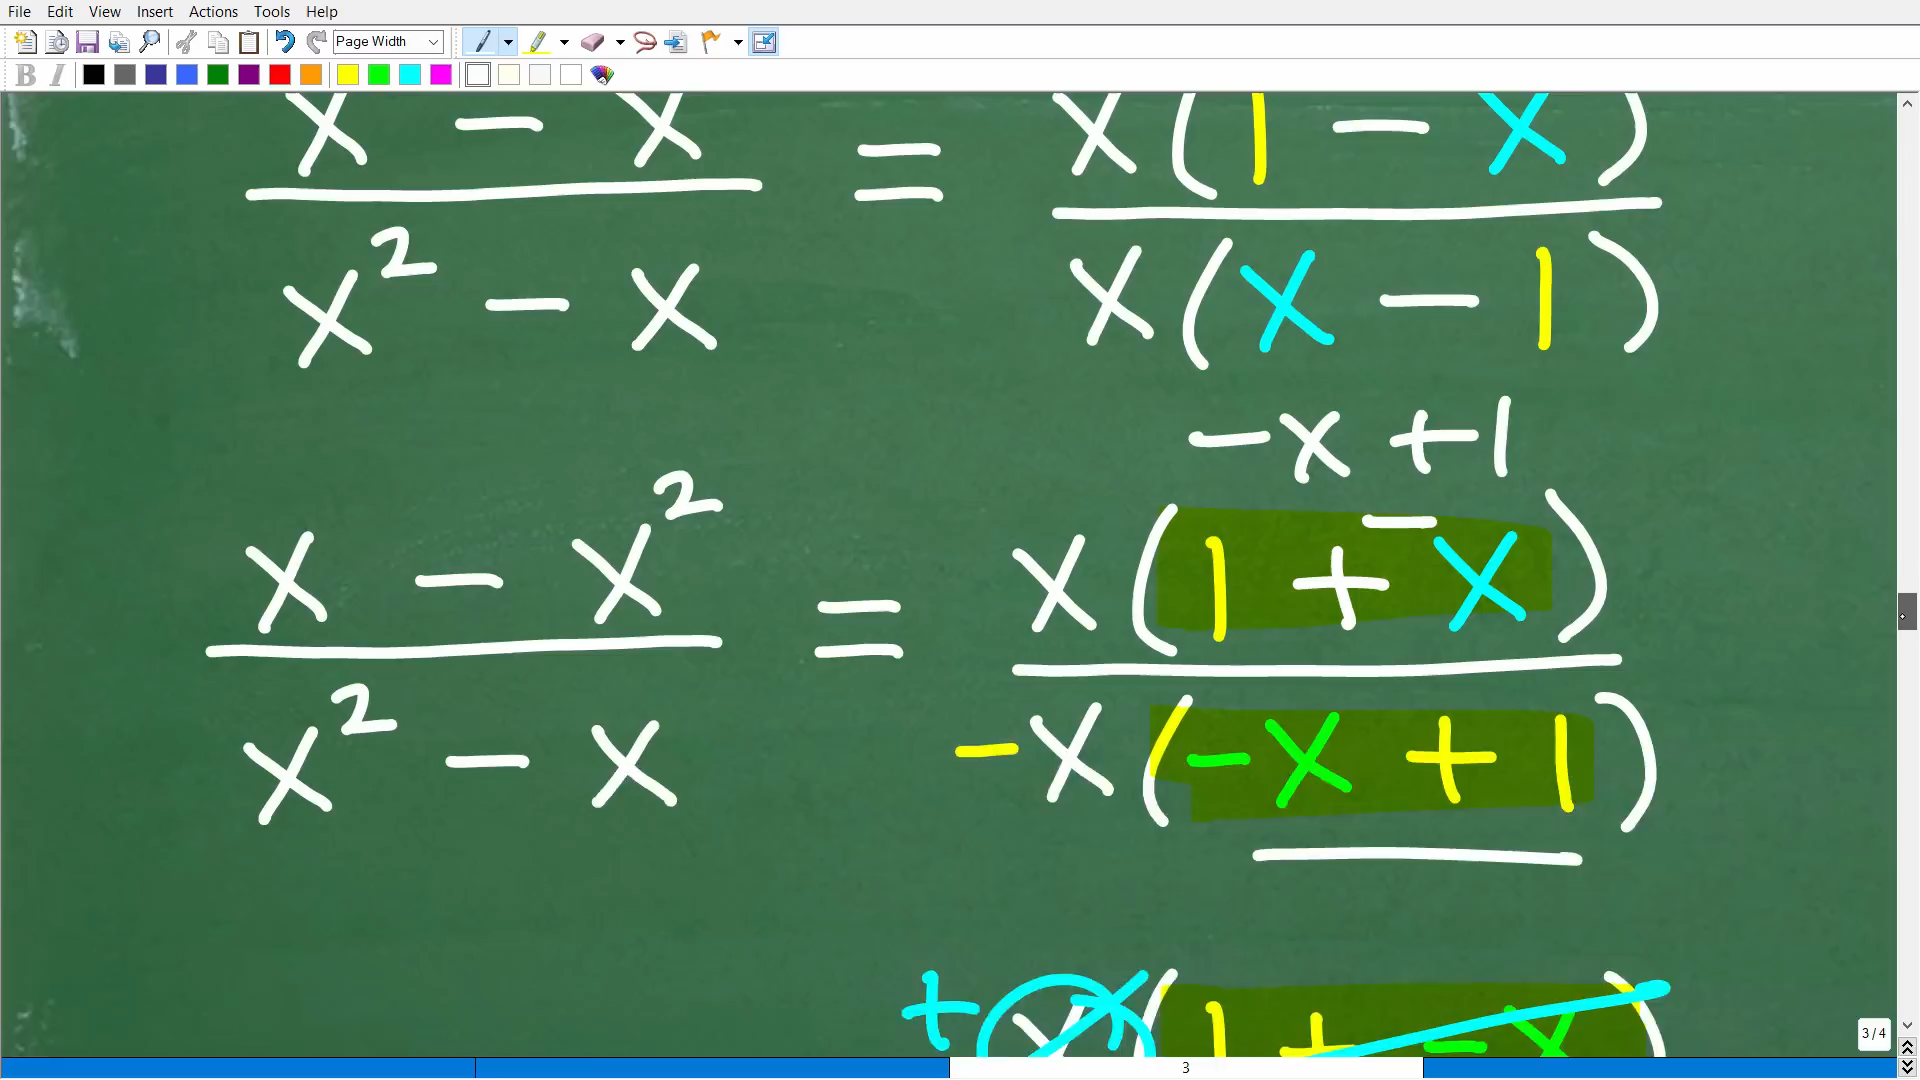 File Edit View Insert Actions Tools Help
Page Width
B I
x - x = x(1 - x)
x² - x x(x - 1)
-x + 1
x - x² = x(1 + -x)
x² - x -x(-x + 1)
+ x(1 + -x)
3 / 4
3